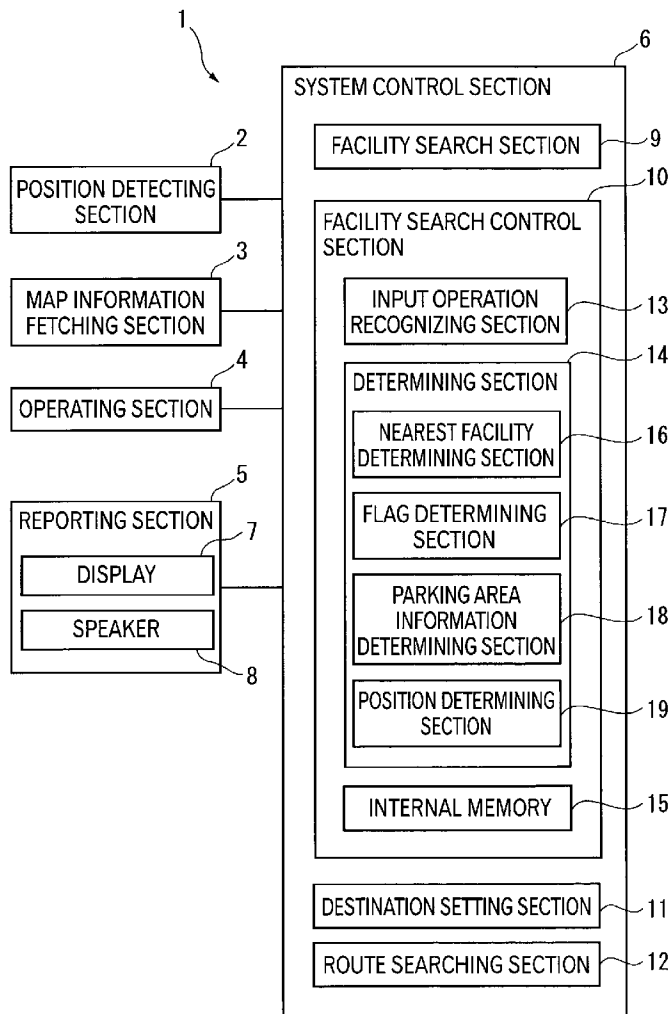 1
6
SYSTEM CONTROL SECTION
FACILITY SEARCH SECTION
9
2
POSITION DETECTING
SECTION
10
FACILITY SEARCH CONTROL
SECTION
3
MAP INFORMATION
FETCHING SECTION
INPUT OPERATION
RECOGNIZING SECTION
13
14
4
OPERATING SECTION
DETERMINING SECTION
NEAREST FACILITY
DETERMINING SECTION
16
5
REPORTING SECTION
7
DISPLAY
SPEAKER
8
FLAG DETERMINING
SECTION
17
PARKING AREA
INFORMATION
DETERMINING SECTION
18
POSITION DETERMINING
SECTION
19
INTERNAL MEMORY
15
DESTINATION SETTING SECTION
11
ROUTE SEARCHING SECTION
12